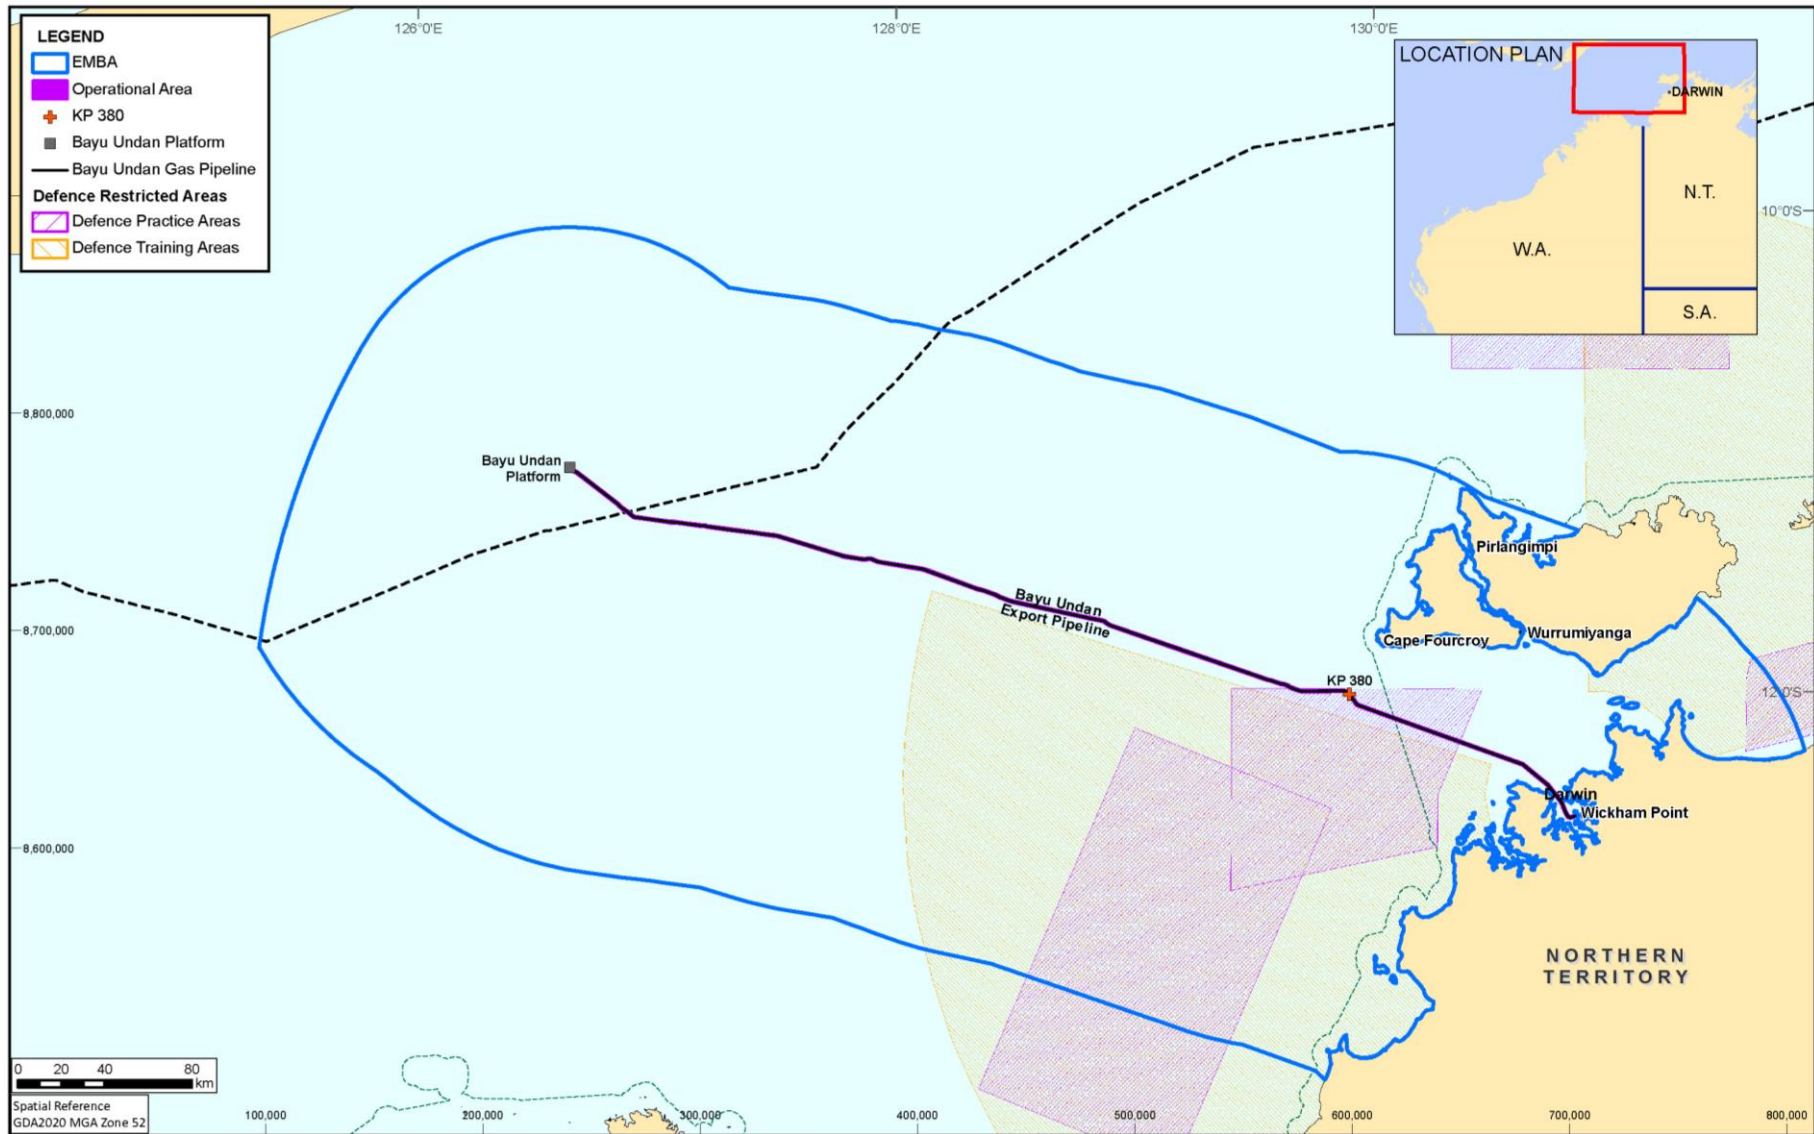 LEGEND
EMBA
Operational Area
KP 380
Bayu Undan Platform
Bayu Undan Gas Pipeline
Defence Restricted Areas
Defence Practice Areas
Defence Training Areas
126°0'E
128°0'E
130°0'E
LOCATION PLAN
DARWIN
N.T.
W.A.
S.A.
10°0'S
12°0'S
8,800,000
8,700,000
8,600,000
Bayu Undan
Platform
Bayu Undan
Export Pipeline
KP 380
Pirlangimpi
Cape Fourcroy
Wurrumiyanga
Darwin
Wickham Point
NORTHERN
TERRITORY
0 20 40 80
km
Spatial Reference
GDA2020 MGA Zone 52
100,000
200,000
300,000
400,000
500,000
600,000
700,000
800,000